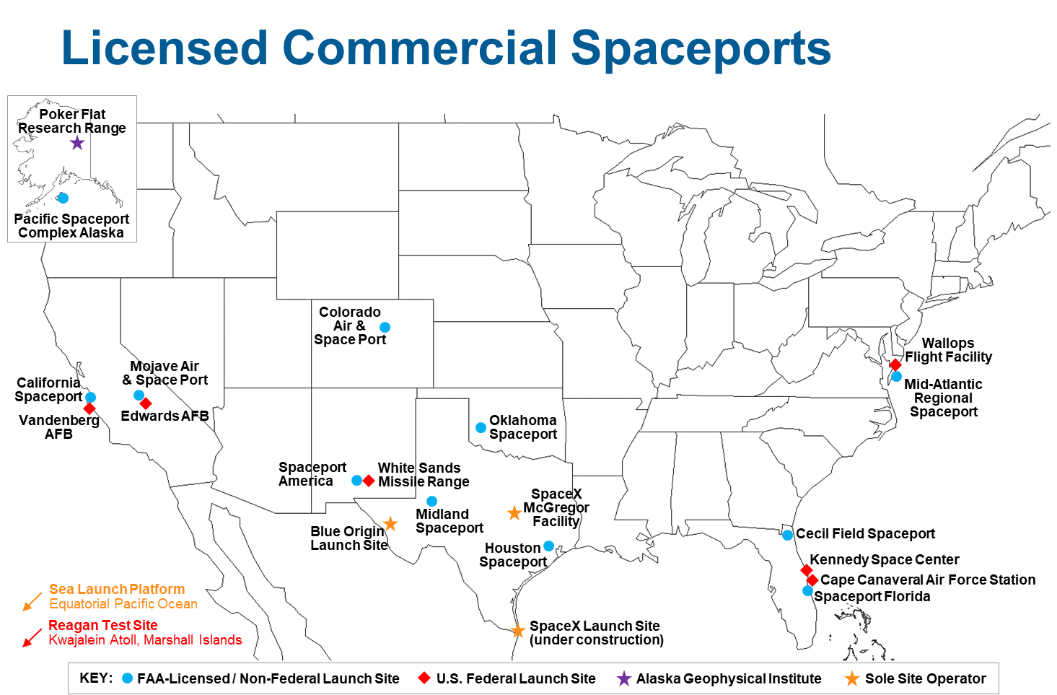 Licensed Commercial Spaceports
Poker Flat
Research Range
Pacific Spaceport
Complex Alaska
Colorado
Air &
Space Port
Wallops
Flight Facility
Mojave Air
& Space Port
California
Spaceport
Mid-Atlantic
Regional
Spaceport
Edwards AFB
Vandenberg
AFB
Oklahoma
Spaceport
Spaceport
America
White Sands
Missile Range
SpaceX
McGregor
Facility
Midland
Spaceport
Blue Origin
Launch Site
Cecil Field Spaceport
Houston
Spaceport
Kennedy Space Center
Cape Canaveral Air Force Station
Spaceport Florida
Sea Launch Platform
Equatorial Pacific Ocean
Reagan Test Site
Kwajalein Atoll, Marshall Islands
SpaceX Launch Site
(under construction)
KEY: FAA-Licensed / Non-Federal Launch Site U.S. Federal Launch Site Alaska Geophysical Institute Sole Site Operator